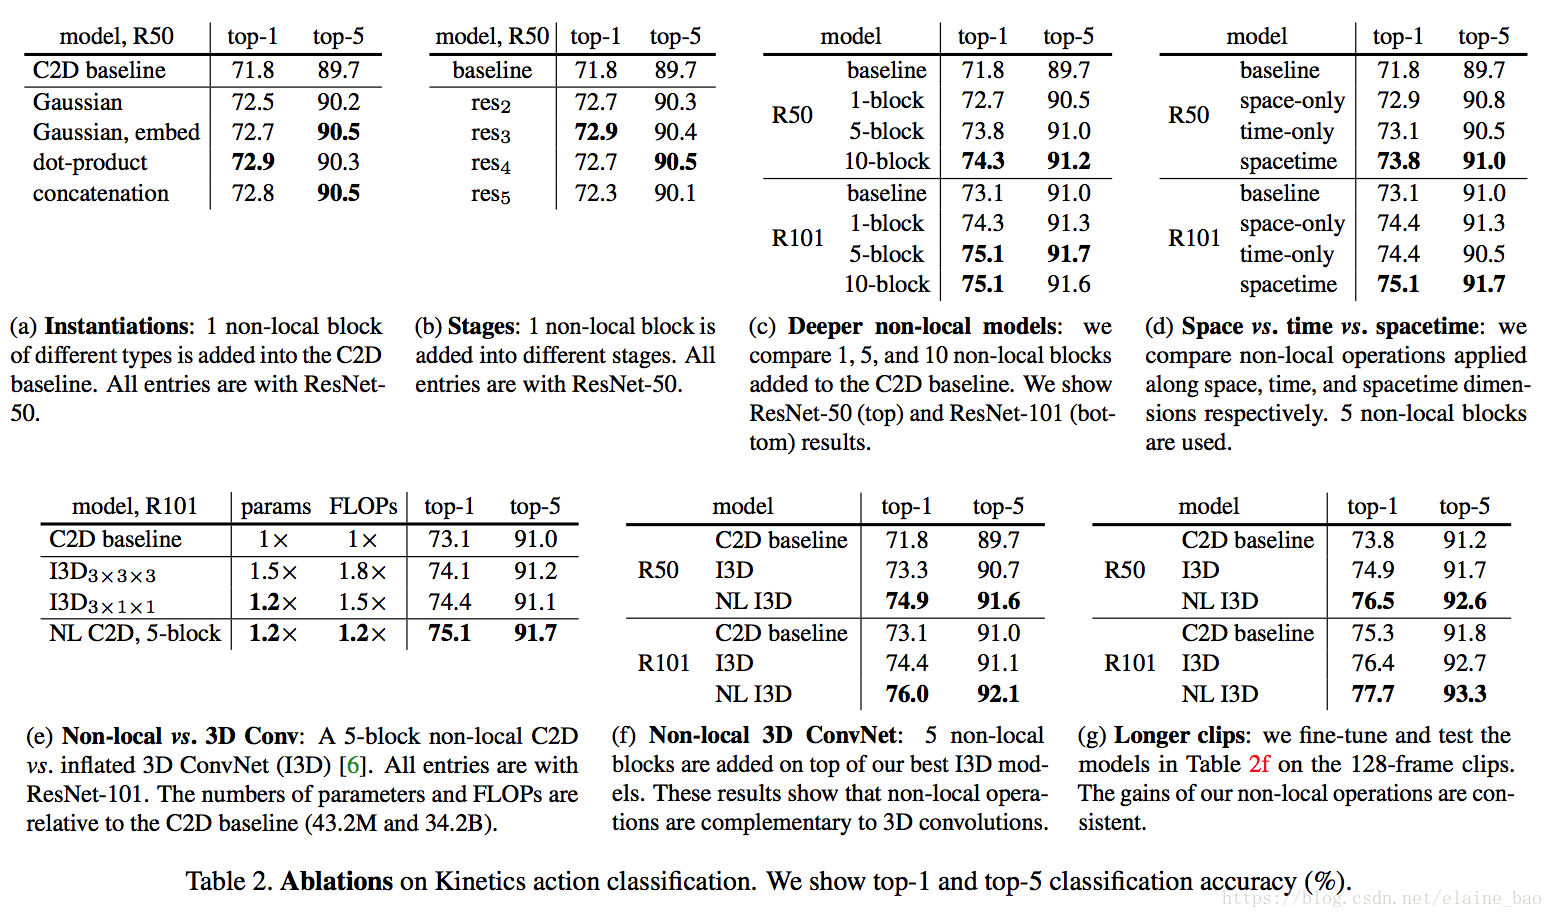 model, R50 top-1 top-5
C2D baseline 71.8 89.7
Gaussian 72.5 90.2
Gaussian, embed 72.7 90.5
dot-product 72.9 90.3
concatenation 72.8 90.5
(a) Instantiations: 1 non-local block
of different types is added into the C2D
baseline. All entries are with ResNet-
50.
model, R50 top-1 top-5
baseline 71.8 89.7
res2 72.7 90.3
res3 72.9 90.4
res4 72.7 90.5
res5 72.3 90.1
(b) Stages: 1 non-local block is
added into different stages. All
entries are with ResNet-50.
model top-1 top-5
baseline 71.8 89.7
R50 1-block 72.7 90.5
5-block 73.8 91.0
10-block 74.3 91.2
baseline 73.1 91.0
R101 1-block 74.3 91.3
5-block 75.1 91.7
10-block 75.1 91.6
(c) Deeper non-local models: we
compare 1, 5, and 10 non-local blocks
added to the C2D baseline. We show
ResNet-50 (top) and ResNet-101 (bot-
tom) results.
model top-1 top-5
baseline 71.8 89.7
R50 space-only 72.9 90.8
time-only 73.1 90.5
spacetime 73.8 91.0
baseline 73.1 91.0
R101 space-only 74.4 91.3
time-only 74.4 90.5
spacetime 75.1 91.7
(d) Space vs. time vs. spacetime: we
compare non-local operations applied
along space, time, and spacetime dimen-
sions respectively. 5 non-local blocks
are used.
model, R101 params FLOPs top-1 top-5
C2D baseline 1× 1× 73.1 91.0
I3D3×3×3 1.5× 1.8× 74.1 91.2
I3D3×1×1 1.2× 1.5× 74.4 91.1
NL C2D, 5-block 1.2× 1.2× 75.1 91.7
(e) Non-local vs. 3D Conv: A 5-block non-local C2D
vs. inflated 3D ConvNet (I3D) [6]. All entries are with
ResNet-101. The numbers of parameters and FLOPs are
relative to the C2D baseline (43.2M and 34.2B).
model top-1 top-5
C2D baseline 71.8 89.7
R50 I3D 73.3 90.7
NL I3D 74.9 91.6
C2D baseline 73.1 91.0
R101 I3D 74.4 91.1
NL I3D 76.0 92.1
(f) Non-local 3D ConvNet: 5 non-local
blocks are added on top of our best I3D mod-
els. These results show that non-local opera-
tions are complementary to 3D convolutions.
model top-1 top-5
C2D baseline 73.8 91.2
R50 I3D 74.9 91.7
NL I3D 76.5 92.6
C2D baseline 75.3 91.8
R101 I3D 76.4 92.7
NL I3D 77.7 93.3
(g) Longer clips: we fine-tune and test the
models in Table 2f on the 128-frame clips.
The gains of our non-local operations are con-
sistent.
Table 2. Ablations on Kinetics action classification. We show top-1 and top-5 classification accuracy (%).
https://blog.csdn.net/elaine_bao